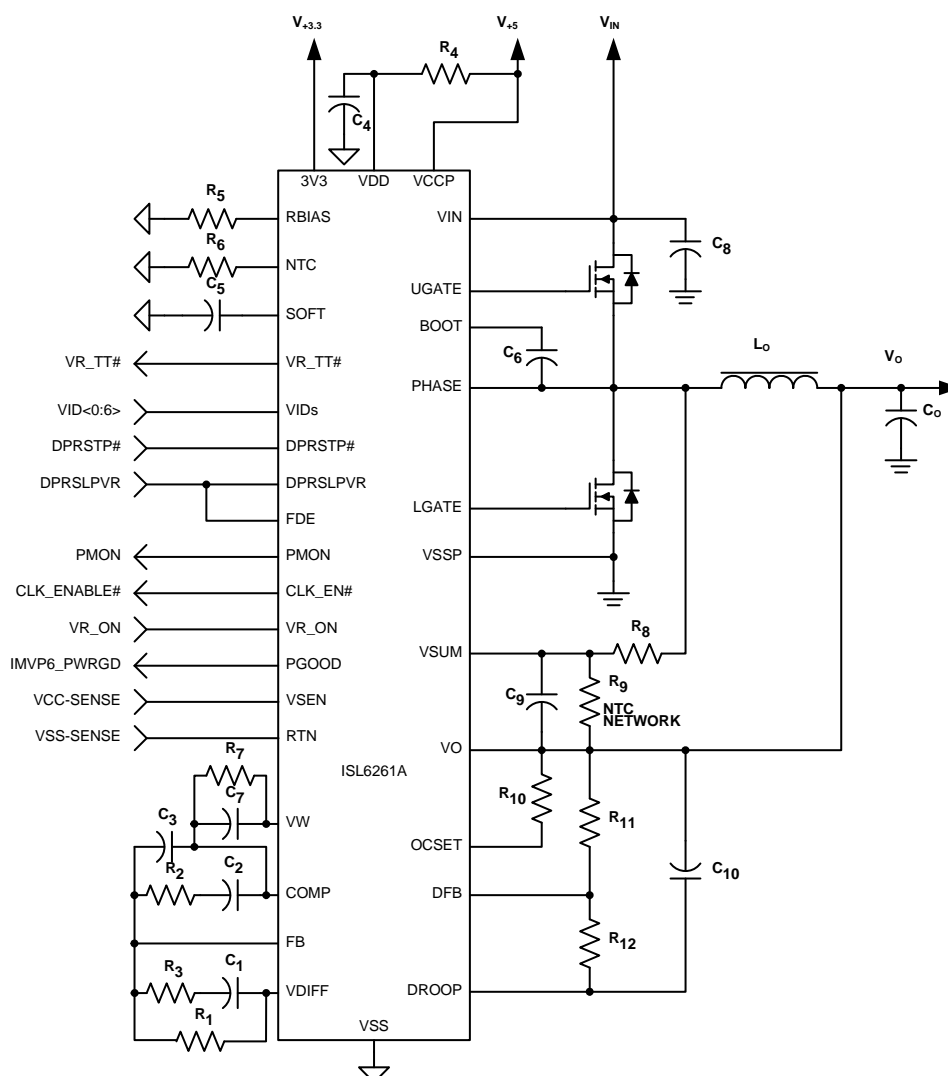 V+3.3
V+5
VIN
R4
C4
3V3
VDD
VCCP
R5
RBIAS
VIN
C8
R6
NTC
UGATE
C5
SOFT
BOOT
C6
LO
VO
VR_TT#
VR_TT#
PHASE
CO
VID<0:6>
VIDs
DPRSTP#
DPRSTP#
DPRSLPVR
DPRSLPVR
LGATE
FDE
PMON
PMON
VSSP
CLK_ENABLE#
CLK_EN#
VR_ON
VR_ON
R8
VSUM
IMVP6_PWRGD
PGOOD
R9
C9
NTC
NETWORK
VCC-SENSE
VSEN
VSS-SENSE
RTN
VO
R7
ISL6261A
R10
C7
VW
R11
C3
OCSET
C10
R2
C2
COMP
DFB
R12
FB
R3
C1
VDIFF
DROOP
R1
VSS